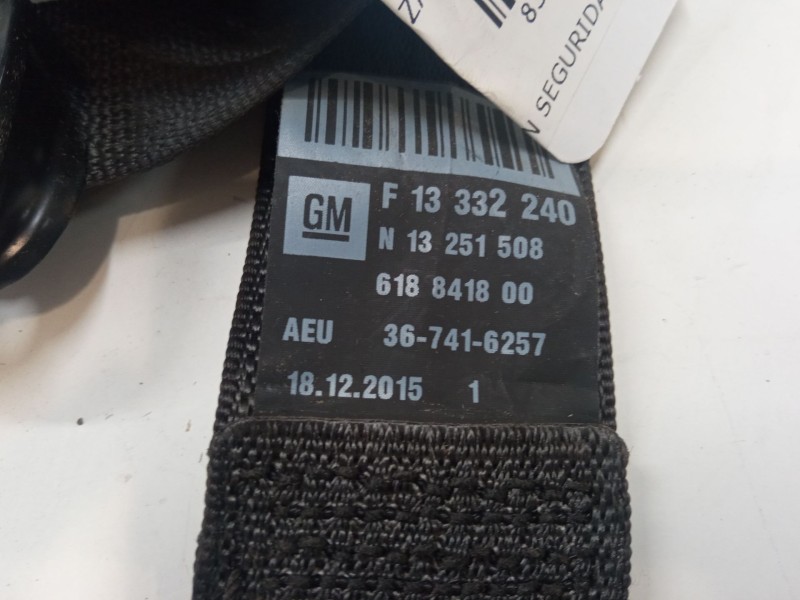 SEGURIDA
GM
F 13 332 240
N 13 251 508
618 8418 00
AEU 36-741-6257
18.12.2015 1